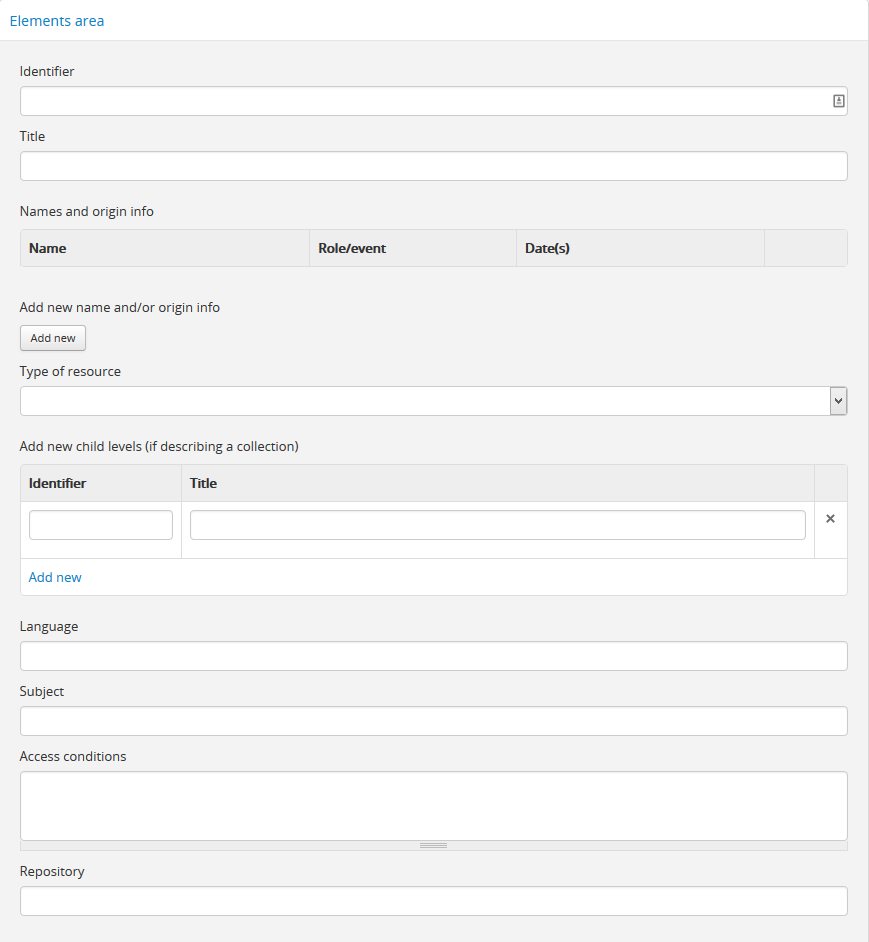 Elements area
Identifier
Title
Names and origin info
Name Role/event Date(s)
Add new name and/or origin info
Add new
Type of resource
Add new child levels (if describing a collection)
Identifier Title
Add new
Language
Subject
Access conditions
Repository